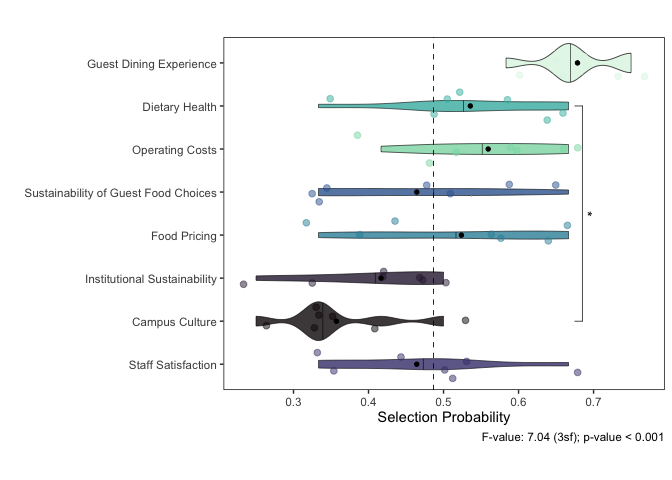 Guest Dining Experience
Dietary Health
Operating Costs
Sustainability of Guest Food Choices
Food Pricing
Institutional Sustainability
Campus Culture
Staff Satisfaction
*
0.3 0.4 0.5 0.6 0.7
Selection Probability
F-value: 7.04 (3sf); p-value < 0.001